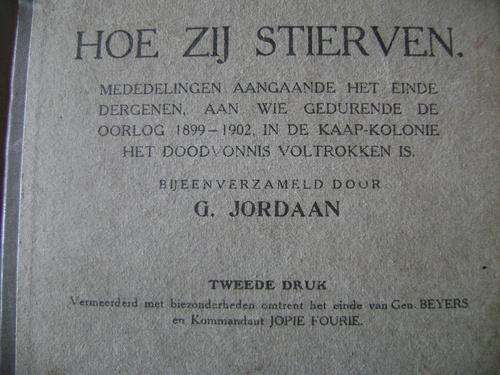 HOE ZIJ STIERVEN.
MEDEDELINGEN AANGAANDE HET EINDE
DERGENEN, AAN WIE GEDURENDE DE
OORLOG 1899-1902, IN DE KAAP-KOLONIE
HET DOODVONNIS VOLTROKKEN IS.
BIJEENVERZAMELD DOOR
G. JORDAAN
TWEEDE DRUK
Vermeerderd met biezonderheden omtrent het einde van Gen. BEYERS
en Kommandant JOPIE FOURIE.